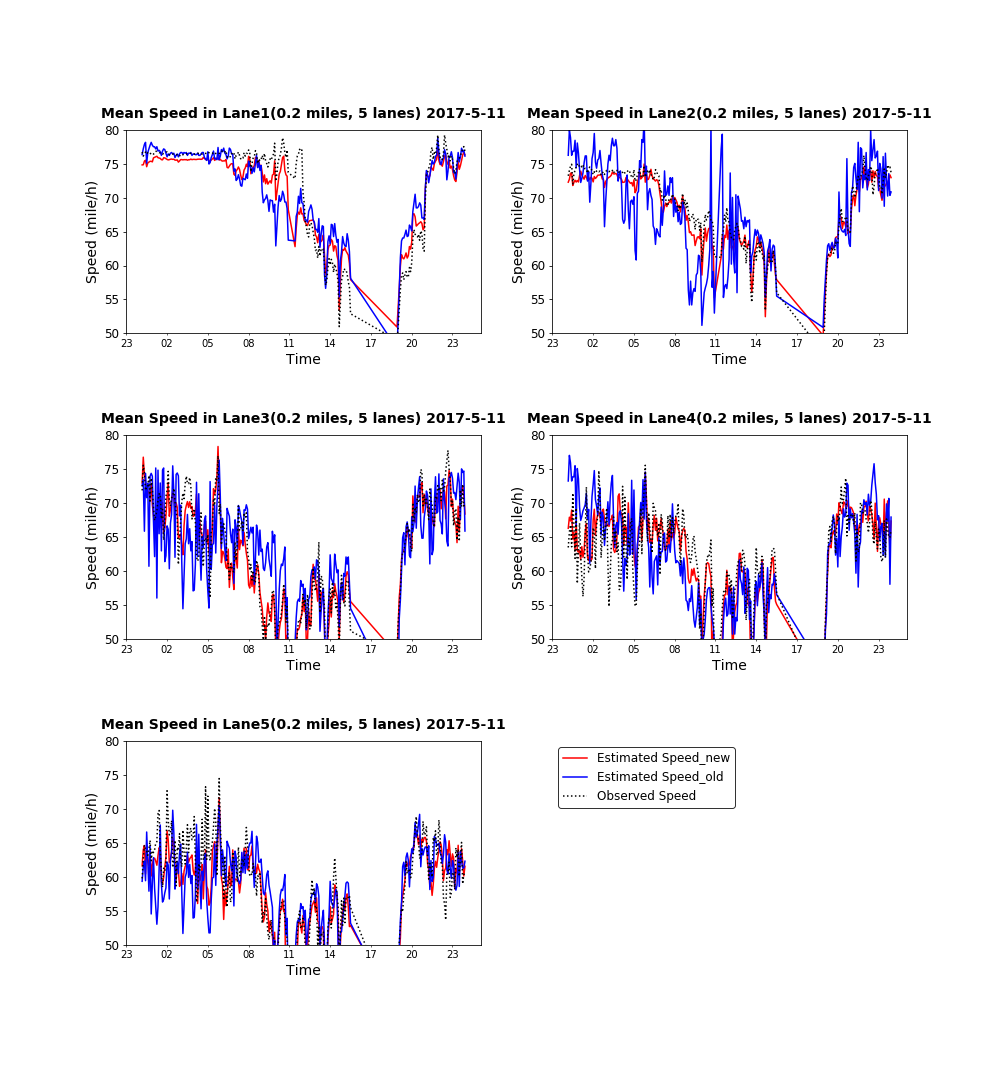 Mean Speed in Lane1(0.2 miles, 5 lanes) 2017-5-11
80
75
70
65
60
55
50
Speed (mile/h)
23 02 05 08 11 14 17 20 23
Time
Mean Speed in Lane2(0.2 miles, 5 lanes) 2017-5-11
80
75
70
65
60
55
50
Speed (mile/h)
23 02 05 08 11 14 17 20 23
Time
Mean Speed in Lane3(0.2 miles, 5 lanes) 2017-5-11
80
75
70
65
60
55
50
Speed (mile/h)
23 02 05 08 11 14 17 20 23
Time
Mean Speed in Lane4(0.2 miles, 5 lanes) 2017-5-11
80
75
70
65
60
55
50
Speed (mile/h)
23 02 05 08 11 14 17 20 23
Time
Mean Speed in Lane5(0.2 miles, 5 lanes) 2017-5-11
80
75
70
65
60
55
50
Speed (mile/h)
23 02 05 08 11 14 17 20 23
Time
Estimated Speed_new
Estimated Speed_old
Observed Speed